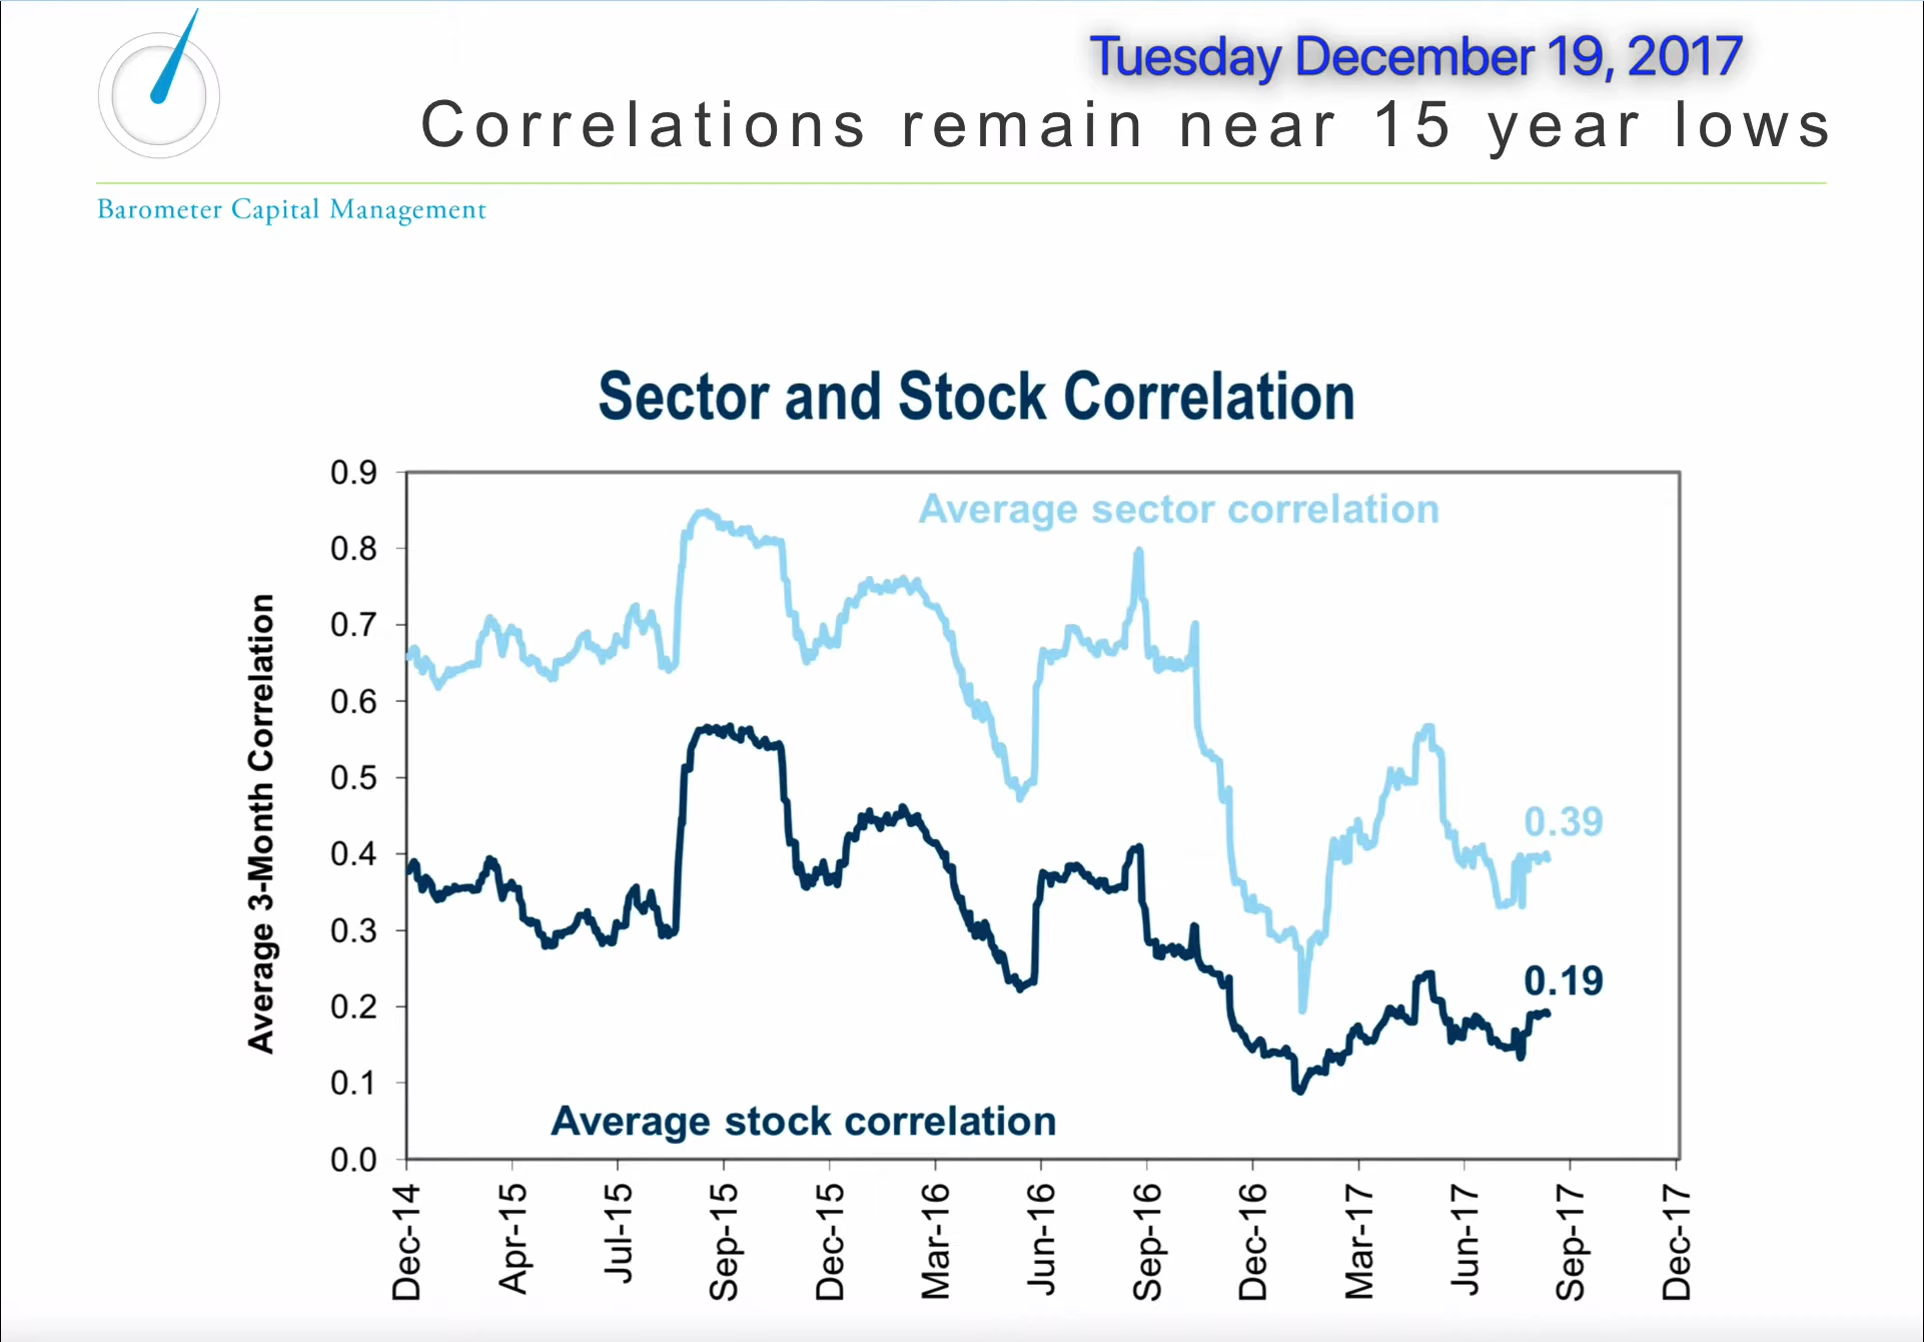 Tuesday December 19, 2017
Correlations remain near 15 year lows
Barometer Capital Management
Sector and Stock Correlation
Average 3-Month Correlation
0.9
0.8
0.7
0.6
0.5
0.4
0.3
0.2
0.1
0.0
Average sector correlation
0.39
0.19
Average stock correlation
Dec-14
Apr-15
Jul-15
Sep-15
Dec-15
Mar-16
Jun-16
Sep-16
Dec-16
Mar-17
Jun-17
Sep-17
Dec-17